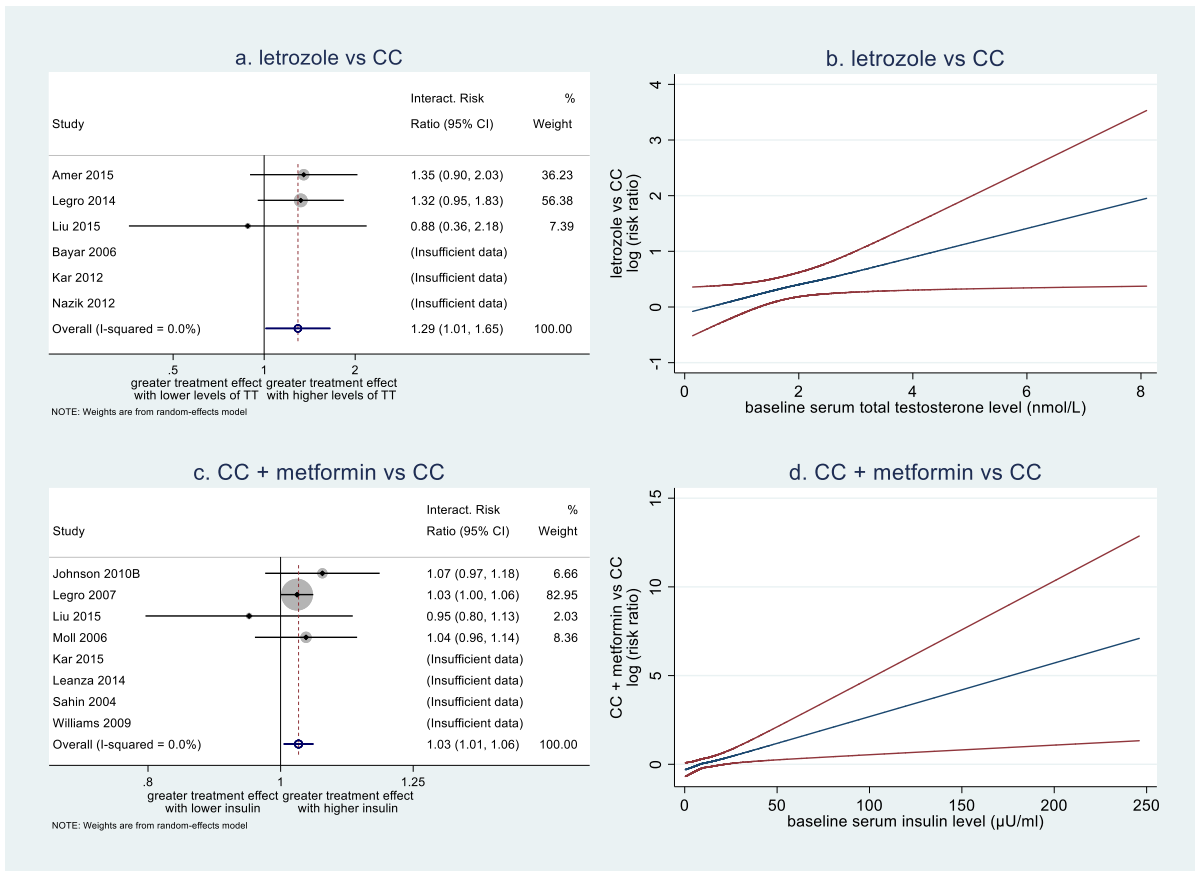 a. letrozole vs CC
Interact. Risk %
Study Ratio (95% CI) Weight
Amer 2015 1.35 (0.90, 2.03) 36.23
Legro 2014 1.32 (0.95, 1.83) 56.38
Liu 2015 0.88 (0.36, 2.18) 7.39
Bayar 2006 (Insufficient data)
Kar 2012 (Insufficient data)
Nazik 2012 (Insufficient data)
Overall (I-squared = 0.0%) 1.29 (1.01, 1.65) 100.00
.5 1 2
greater treatment effect greater treatment effect
with lower levels of TT with higher levels of TT
NOTE: Weights are from random-effects model
b. letrozole vs CC
letrozole vs CC
log (risk ratio)
4
3
2
1
0
-1
0 2 4 6 8
baseline serum total testosterone level (nmol/L)
c. CC + metformin vs CC
Interact. Risk %
Study Ratio (95% CI) Weight
Johnson 2010B 1.07 (0.97, 1.18) 6.66
Legro 2007 1.03 (1.00, 1.06) 82.95
Liu 2015 0.95 (0.80, 1.13) 2.03
Moll 2006 1.04 (0.96, 1.14) 8.36
Kar 2015 (Insufficient data)
Leanza 2014 (Insufficient data)
Sahin 2004 (Insufficient data)
Williams 2009 (Insufficient data)
Overall (I-squared = 0.0%) 1.03 (1.01, 1.06) 100.00
.8 1 1.25
greater treatment effect greater treatment effect
with lower insulin with higher insulin
NOTE: Weights are from random-effects model
d. CC + metformin vs CC
CC + metformin vs CC
log (risk ratio)
15
10
5
0
0 50 100 150 200 250
baseline serum insulin level (µU/ml)